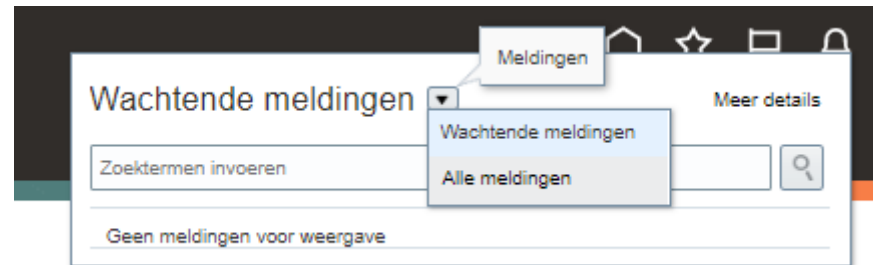 Meldingen
Wachtende meldingen
Meer details
Wachtende meldingen
Zoektermen invoeren
Alle meldingen
Geen meldingen voor weergave